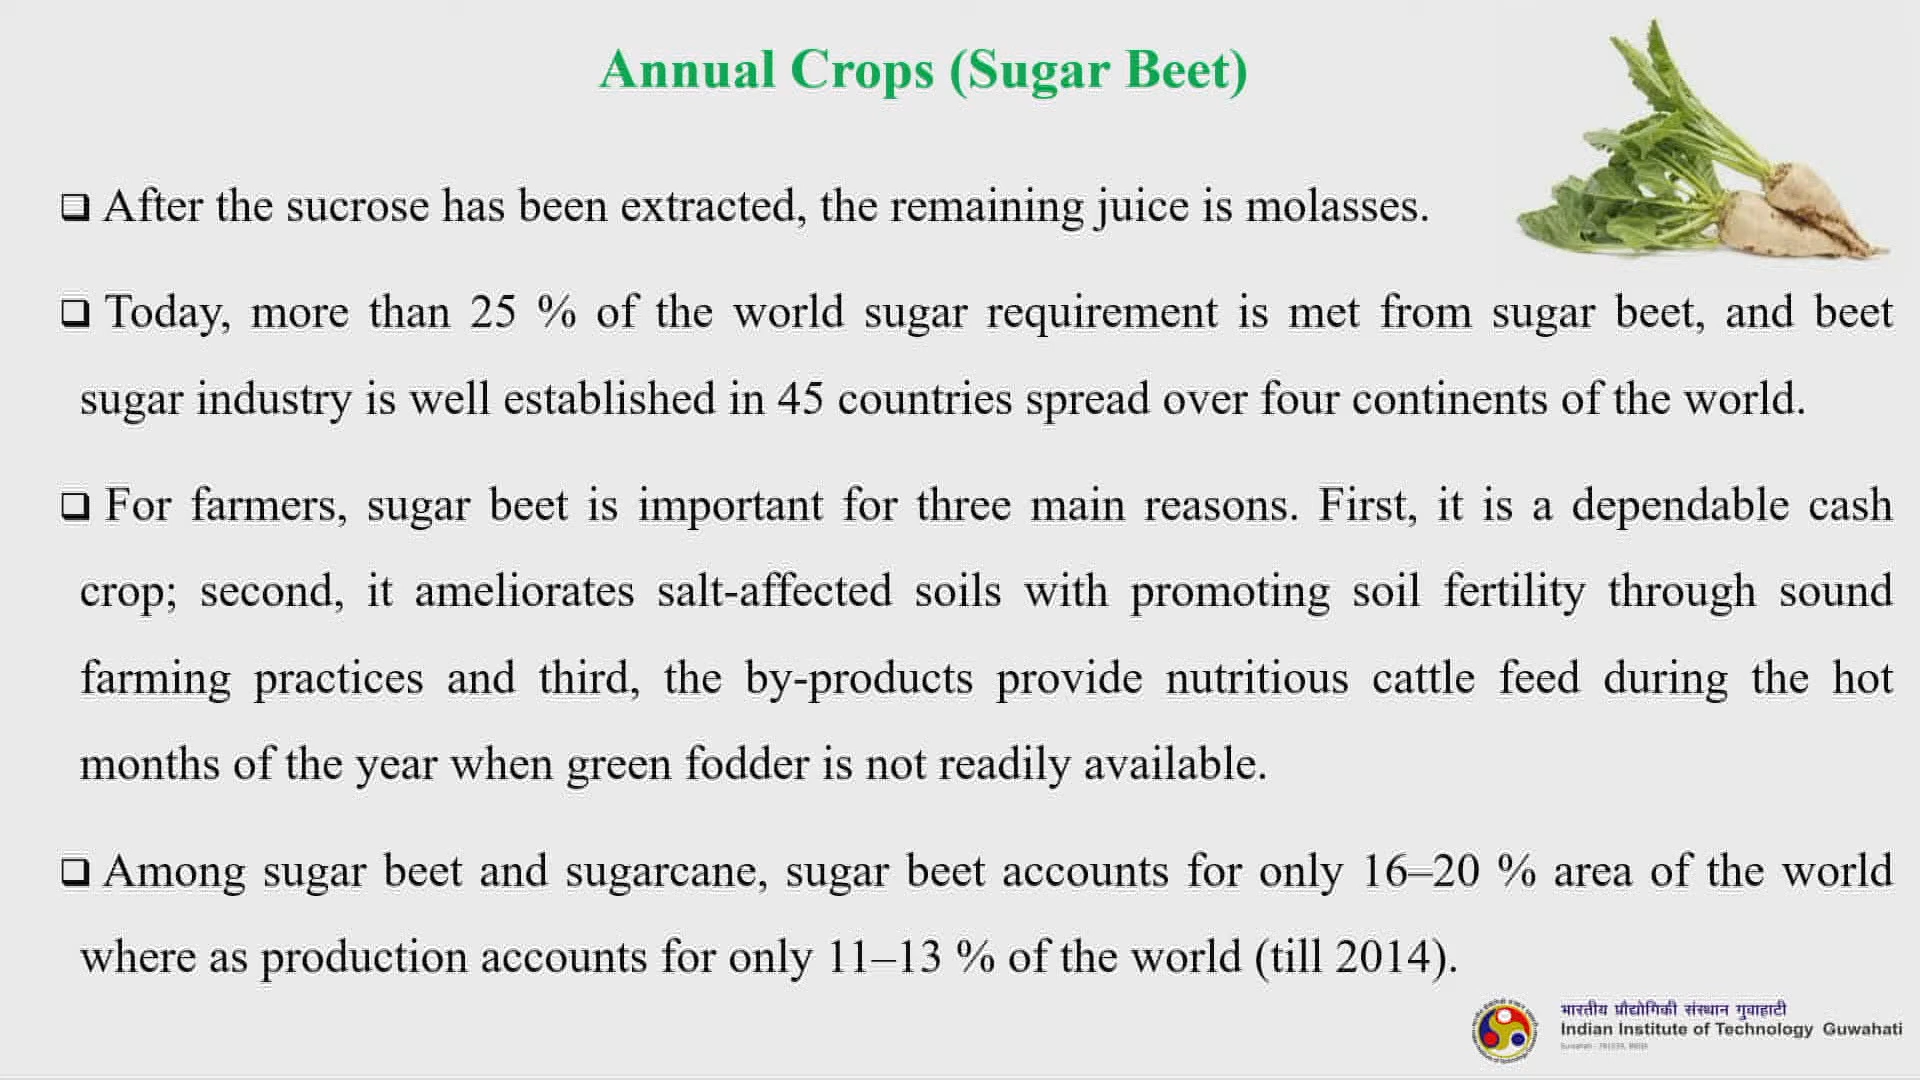 Annual Crops (Sugar Beet)
❑ After the sucrose has been extracted, the remaining juice is molasses.
❑ Today, more than 25 % of the world sugar requirement is met from sugar beet, and beet
sugar industry is well established in 45 countries spread over four continents of the world.
❑ For farmers, sugar beet is important for three main reasons. First, it is a dependable cash
crop; second, it ameliorates salt-affected soils with promoting soil fertility through sound
farming practices and third, the by-products provide nutritious cattle feed during the hot
months of the year when green fodder is not readily available.
❑ Among sugar beet and sugarcane, sugar beet accounts for only 16–20 % area of the world
where as production accounts for only 11–13 % of the world (till 2014).
भारतीय प्रौद्योगिकी संस्थान गुवाहाटी
Indian Institute of Technology Guwahati
Guwahati - 781039, INDIA